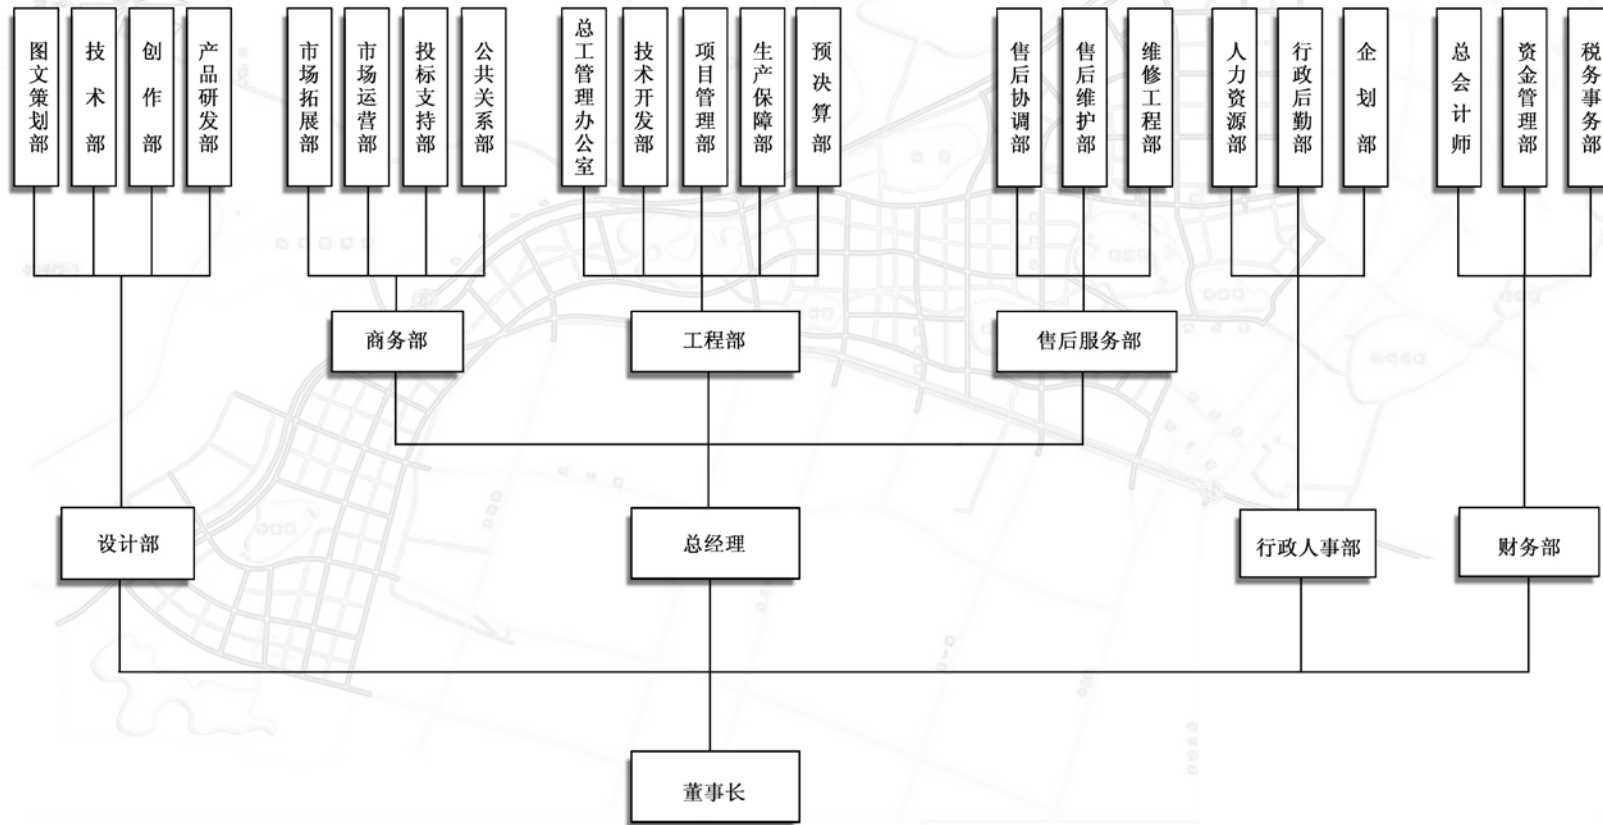 图文策划部
技术部
创作部
产品研发部
市场拓展部
市场运营部
投标支持部
公共关系部
总工管理办公室
技术开发部
项目管理部
生产保障部
预决算部
售后协调部
售后维护部
维修工程部
人力资源部
行政后勤部
企划部
总会计师
资金管理部
税务事务部
商务部
工程部
售后服务部
设计部
总经理
行政人事部
财务部
董事长